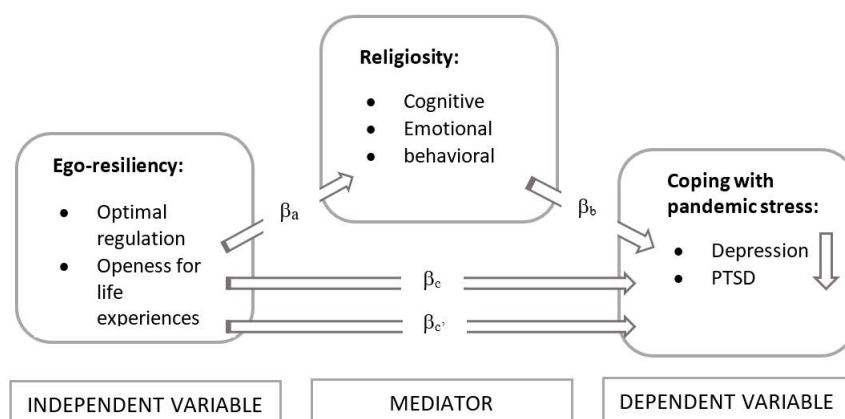 Religiosity:
● Cognitive
● Emotional
● behavioral
Ego-resiliency:
● Optimal
regulation
● Openess for
life
experiences
βa
βb
Coping with
pandemic stress:
● Depression
● PTSD
βc
βc'
INDEPENDENT VARIABLE
MEDIATOR
DEPENDENT VARIABLE